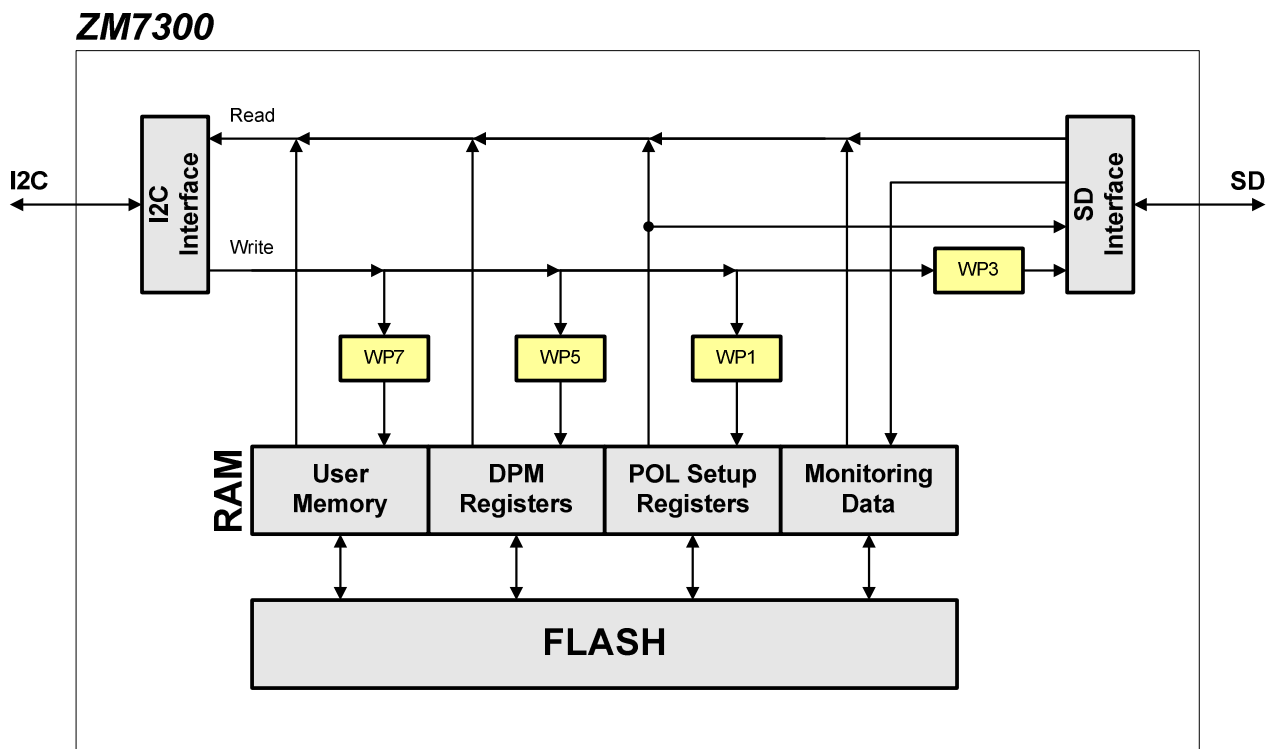 ZM7300
Read
I2C
I2C
Interface
SD
Interface
SD
Write
WP3
WP7
WP5
WP1
RAM
User
Memory
DPM
Registers
POL Setup
Registers
Monitoring
Data
FLASH